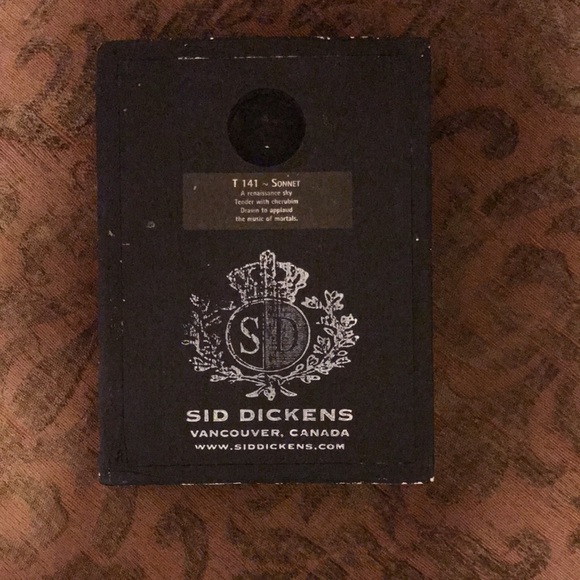 T 141 ~ SONNET
A renaissance sky
Tender with cherubim
Drawn to applaud
the music of mortals.
SD
SID DICKENS
VANCOUVER, CANADA
WWW.SIDDICKENS.COM